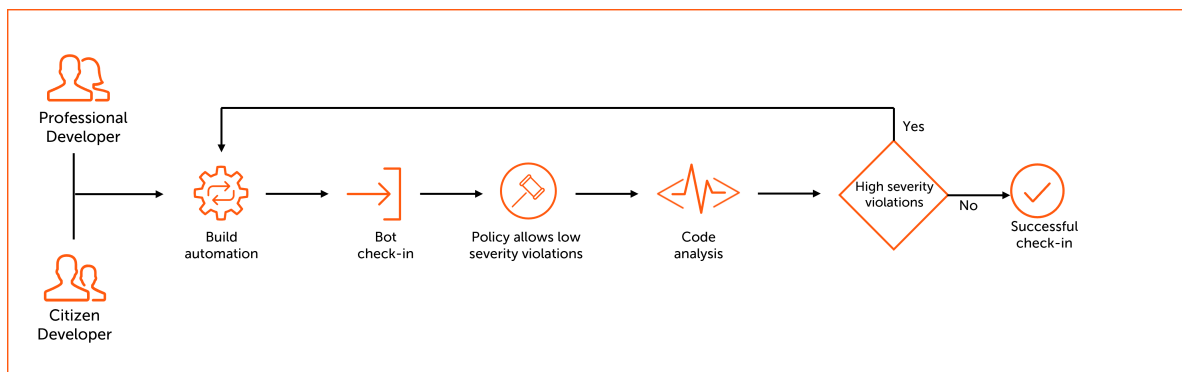 Professional
Developer
Citizen
Developer
Build
automation
Bot
check-in
Policy allows low
severity violations
Code
analysis
High severity
violations
Yes
No
Successful
check-in